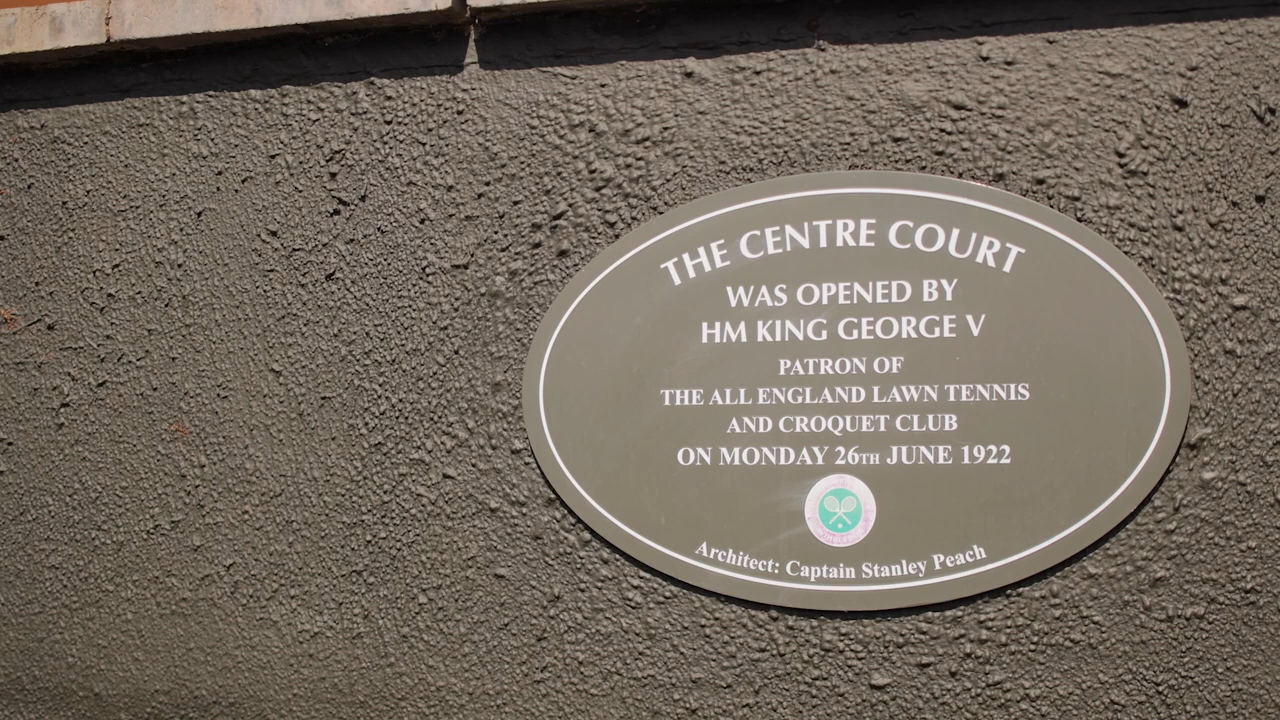 THE CENTRE COURT
WAS OPENED BY
HM KING GEORGE V
PATRON OF
THE ALL ENGLAND LAWN TENNIS
AND CROQUET CLUB
ON MONDAY 26TH JUNE 1922
Architect: Captain Stanley Peach